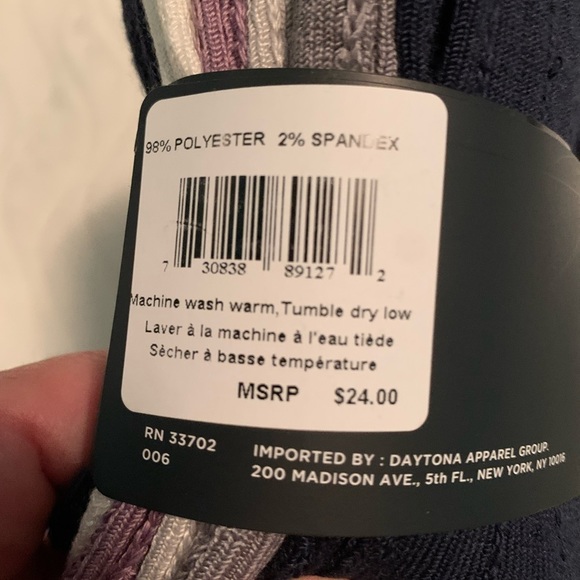 98% POLYESTER 2% SPANDEX
7 30838 89127 2
Machine wash warm, Tumble dry low
Laver à la machine à l'eau tiède
Sècher à basse température
MSRP $24.00
RN 33702
006
IMPORTED BY : DAYTONA APPAREL GROUP.
200 MADISON AVE., 5th FL., NEW YORK, NY 10016